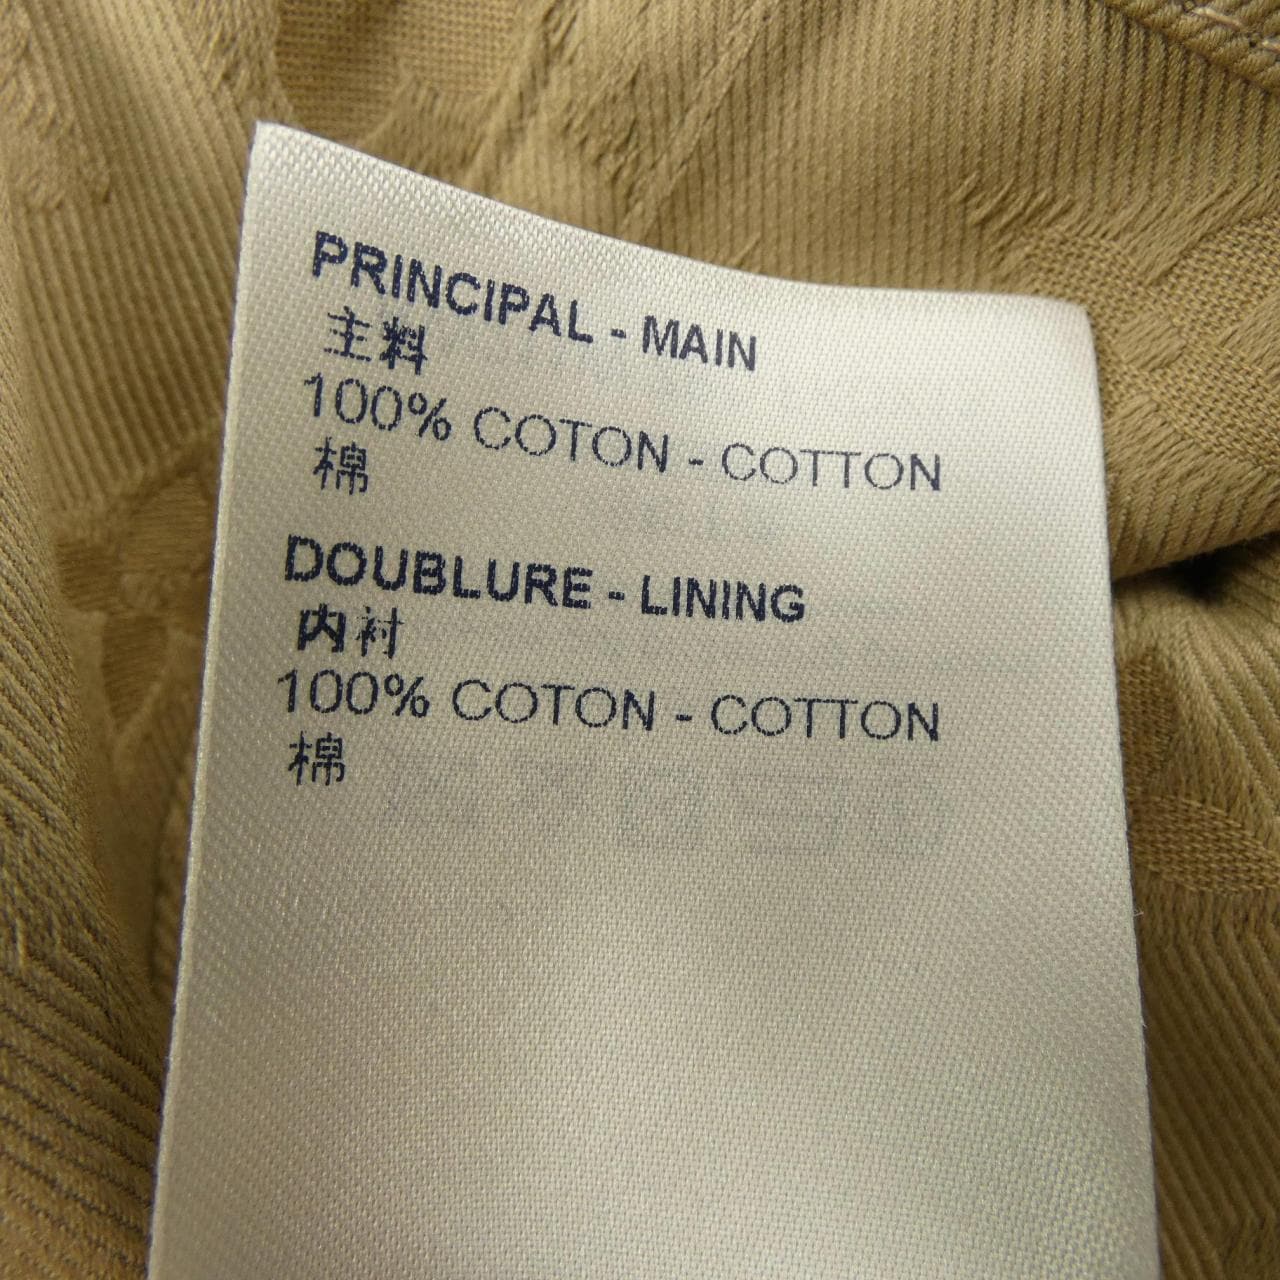 PRINCIPAL - MAIN
主料
100% COTON - COTTON
棉
DOUBLURE - LINING
内衬
100% COTON - COTTON
棉